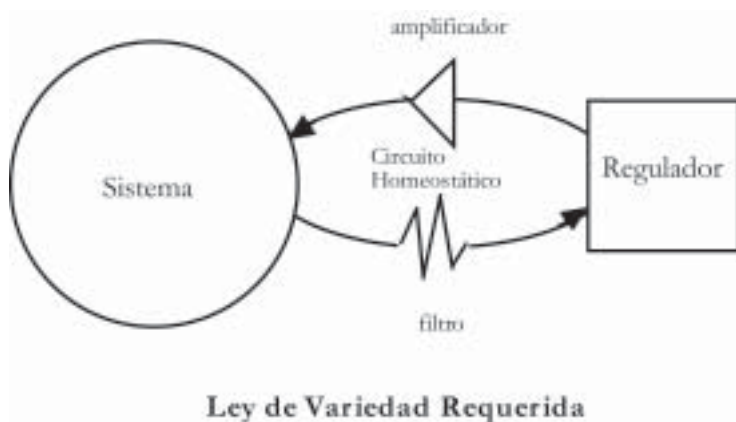 amplificador
Circuito
Homeostático
Sistema
Regulador
filtro
Ley de Variedad Requerida